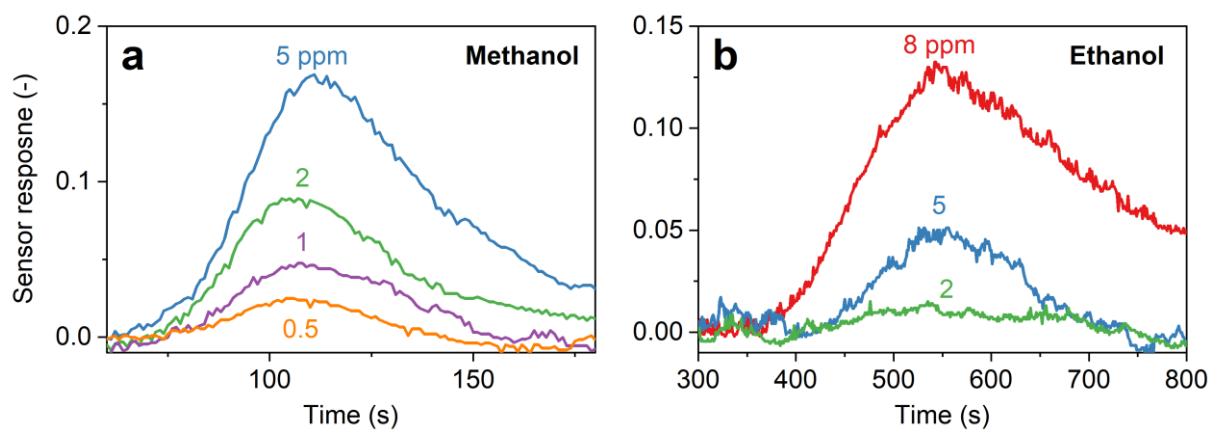 a
Methanol
5 ppm
2
1
0.5
0.2
0.1
0.0
Sensor resposne (-)
100
150
Time (s)
b
Ethanol
8 ppm
5
2
0.15
0.10
0.05
0.00
300
400
500
600
700
800
Time (s)